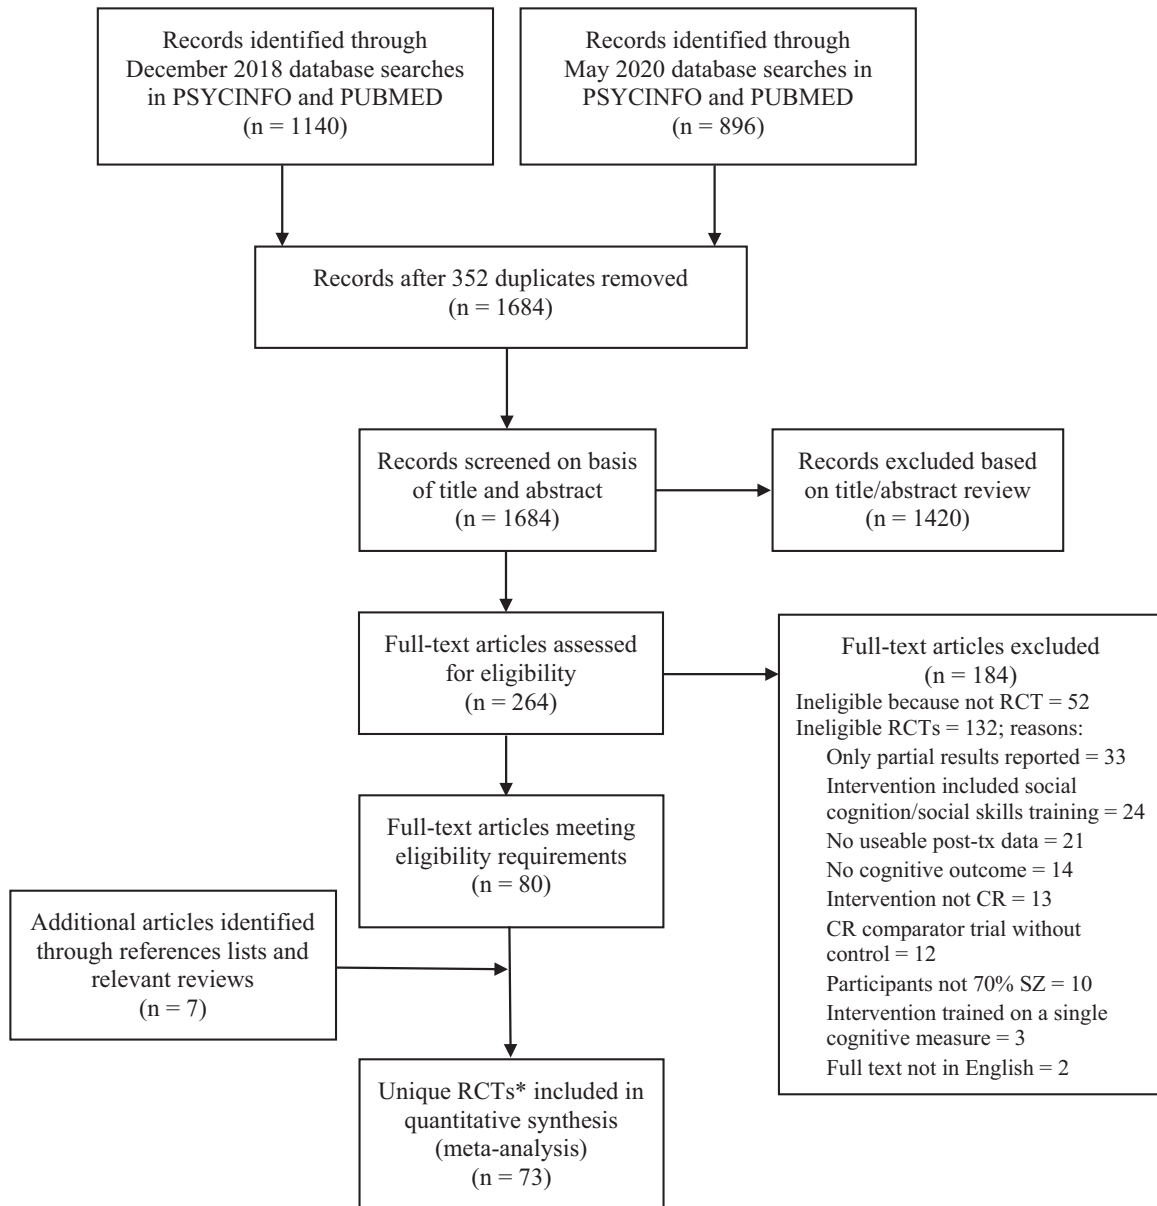 Records identified through
December 2018 database searches
in PSYCINFO and PUBMED
(n = 1140)
Records identified through
May 2020 database searches in
PSYCINFO and PUBMED
(n = 896)
Records after 352 duplicates removed
(n = 1684)
Records screened on basis
of title and abstract
(n = 1684)
Records excluded based
on title/abstract review
(n = 1420)
Full-text articles assessed
for eligibility
(n = 264)
Full-text articles excluded
(n = 184)
Ineligible because not RCT = 52
Ineligible RCTs = 132; reasons:
Only partial results reported = 33
Intervention included social
cognition/social skills training = 24
No useable post-tx data = 21
No cognitive outcome = 14
Intervention not CR = 13
CR comparator trial without
control = 12
Participants not 70% SZ = 10
Intervention trained on a single
cognitive measure = 3
Full text not in English = 2
Full-text articles meeting
eligibility requirements
(n = 80)
Additional articles identified
through references lists and
relevant reviews
(n = 7)
Unique RCTs* included in
quantitative synthesis
(meta-analysis)
(n = 73)